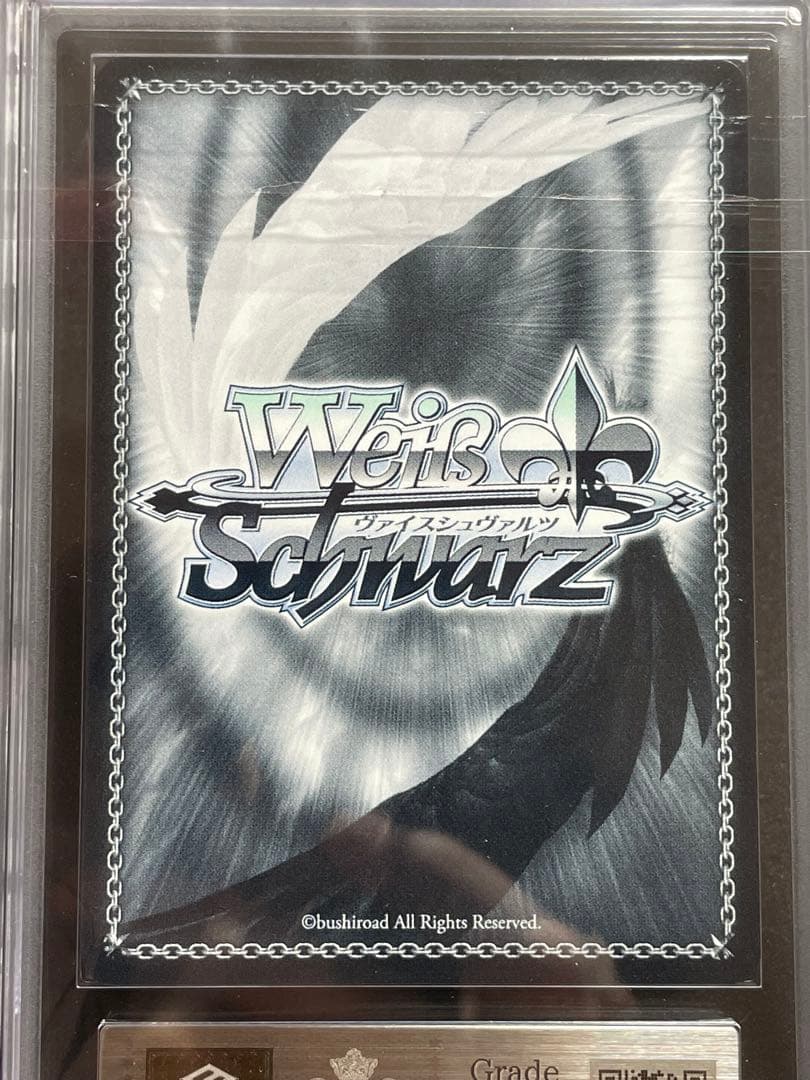 Weiß
ヴァイスシュヴァルツ
Schwarz
©bushiroad All Rights Reserved.
Grade